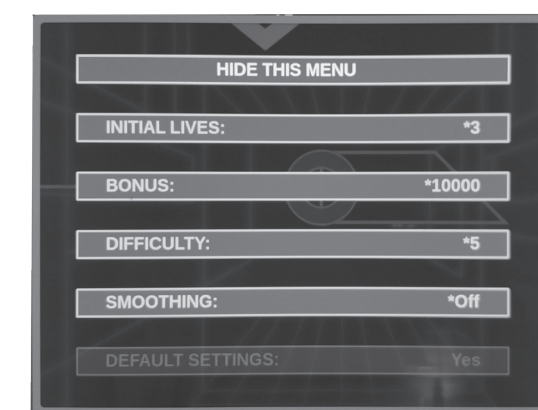 HIDE THIS MENU
INITIAL LIVES: *3
BONUS: *10000
DIFFICULTY: *5
SMOOTHING: *Off
DEFAULT SETTINGS: Yes